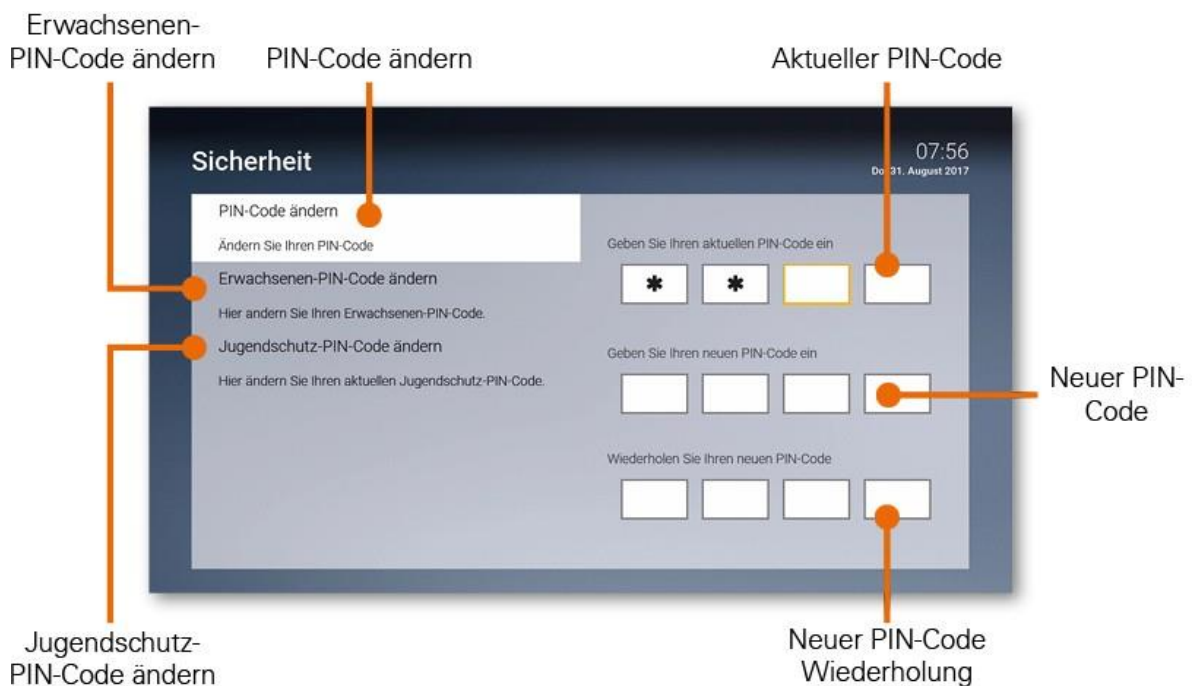 Erwachsenen-
PIN-Code ändern
PIN-Code ändern
Aktueller PIN-Code
Sicherheit
07:56
Do. 31. August 2017
PIN-Code ändern
Ändern Sie Ihren PIN-Code
Erwachsenen-PIN-Code ändern
Hier andern Sie Ihren Erwachsenen-PIN-Code.
Jugendschutz-PIN-Code ändern
Hier ändern Sie Ihren aktuellen Jugendschutz-PIN-Code.
Geben Sie Ihren aktuellen PIN-Code ein
* *
Geben Sie Ihren neuen PIN-Code ein
Wiederholen Sie Ihren neuen PIN-Code
Neuer PIN-
Code
Jugendschutz-
PIN-Code ändern
Neuer PIN-Code
Wiederholung